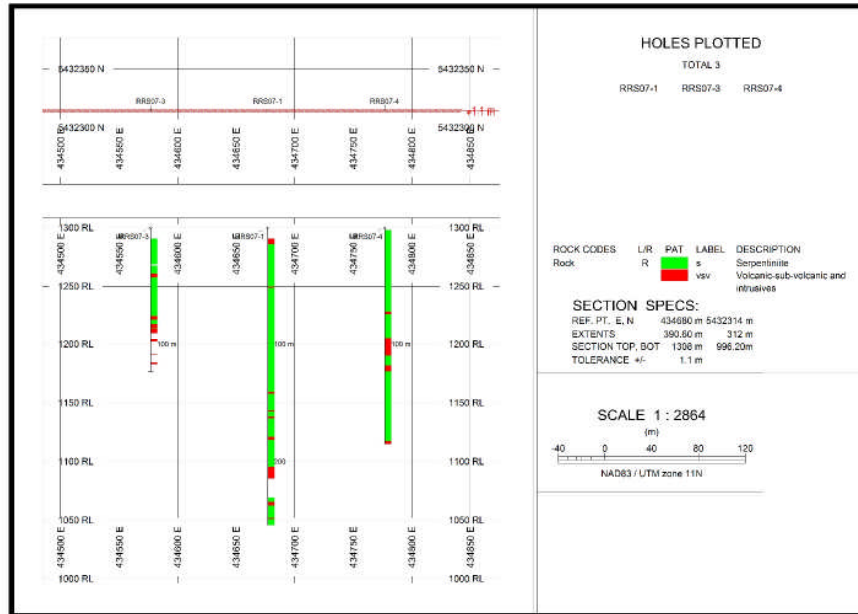 5432350 N 5432350 N
RRS07-3 RRS07-1 RRS07-4
5432300 N 5432300 N
434500 E 434550 E 434600 E 434650 E 434700 E 434750 E 434800 E 434850 E
1300 RL 1300 RL
RRS07-3 RRS07-1 RRS07-4
434500 E 434550 E 434600 E 434650 E 434700 E 434750 E 434800 E 434850 E
1250 RL 1250 RL
1200 RL 100 m 100 m 100 m 1200 RL
1150 RL 1150 RL
1100 RL 200 1100 RL
1050 RL 1050 RL
434500 E 434550 E 434600 E 434650 E 434700 E 434750 E 434800 E 434850 E
1000 RL 1000 RL
HOLES PLOTTED
TOTAL 3
RRS07-1 RRS07-3 RRS07-4
ROCK CODES L/R PAT LABEL DESCRIPTION
Rock R s Serpentinite
vsv Volcanic-sub-volcanic and
intrusives
SECTION SPECS:
REF. PT. E, N 434680 m 5432314 m
EXTENTS 390.60 m 312 m
SECTION TOP, BOT 1308 m 996.20m
TOLERANCE +/- 1.1 m
SCALE 1 : 2864
(m)
-40 0 40 80 120
NAD83 / UTM zone 11N